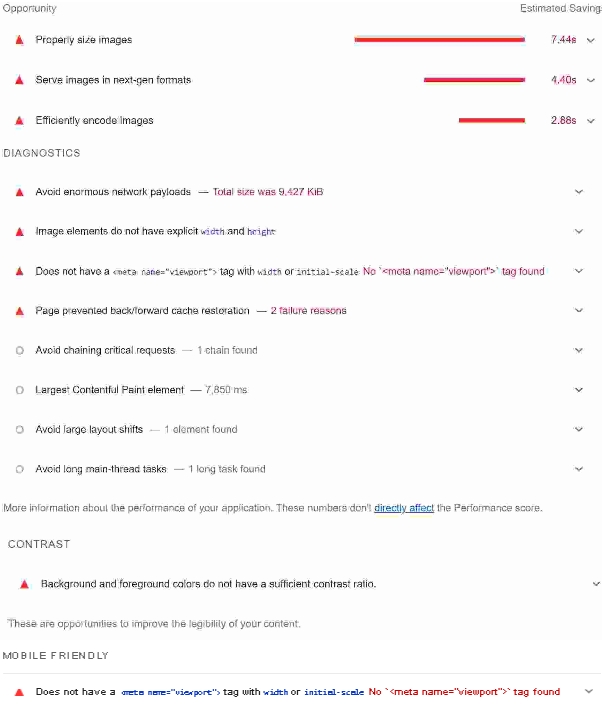 Opportunity Estimated Saving
Properly size images 7.44s
Serve images in next-gen formats 4.40s
Efficiently encode images 2.88s
DIAGNOSTICS
Avoid enormous network payloads — Total size was 9,427 KiB
Image elements do not have explicit width and height
Does not have a <meta name="viewport"> tag with width or initial-scale No `<meta name="viewport">` tag found
Page prevented back/forward cache restoration — 2 failure reasons
Avoid chaining critical requests — 1 chain found
Largest Contentful Paint element — 7,850 ms
Avoid large layout shifts — 1 element found
Avoid long main-thread tasks — 1 long task found
More information about the performance of your application. These numbers don't directly affect the Performance score.
CONTRAST
Background and foreground colors do not have a sufficient contrast ratio.
These are opportunities to improve the legibility of your content.
MOBILE FRIENDLY
Does not have a <meta name="viewport"> tag with width or initial-scale No `<meta name="viewport">` tag found